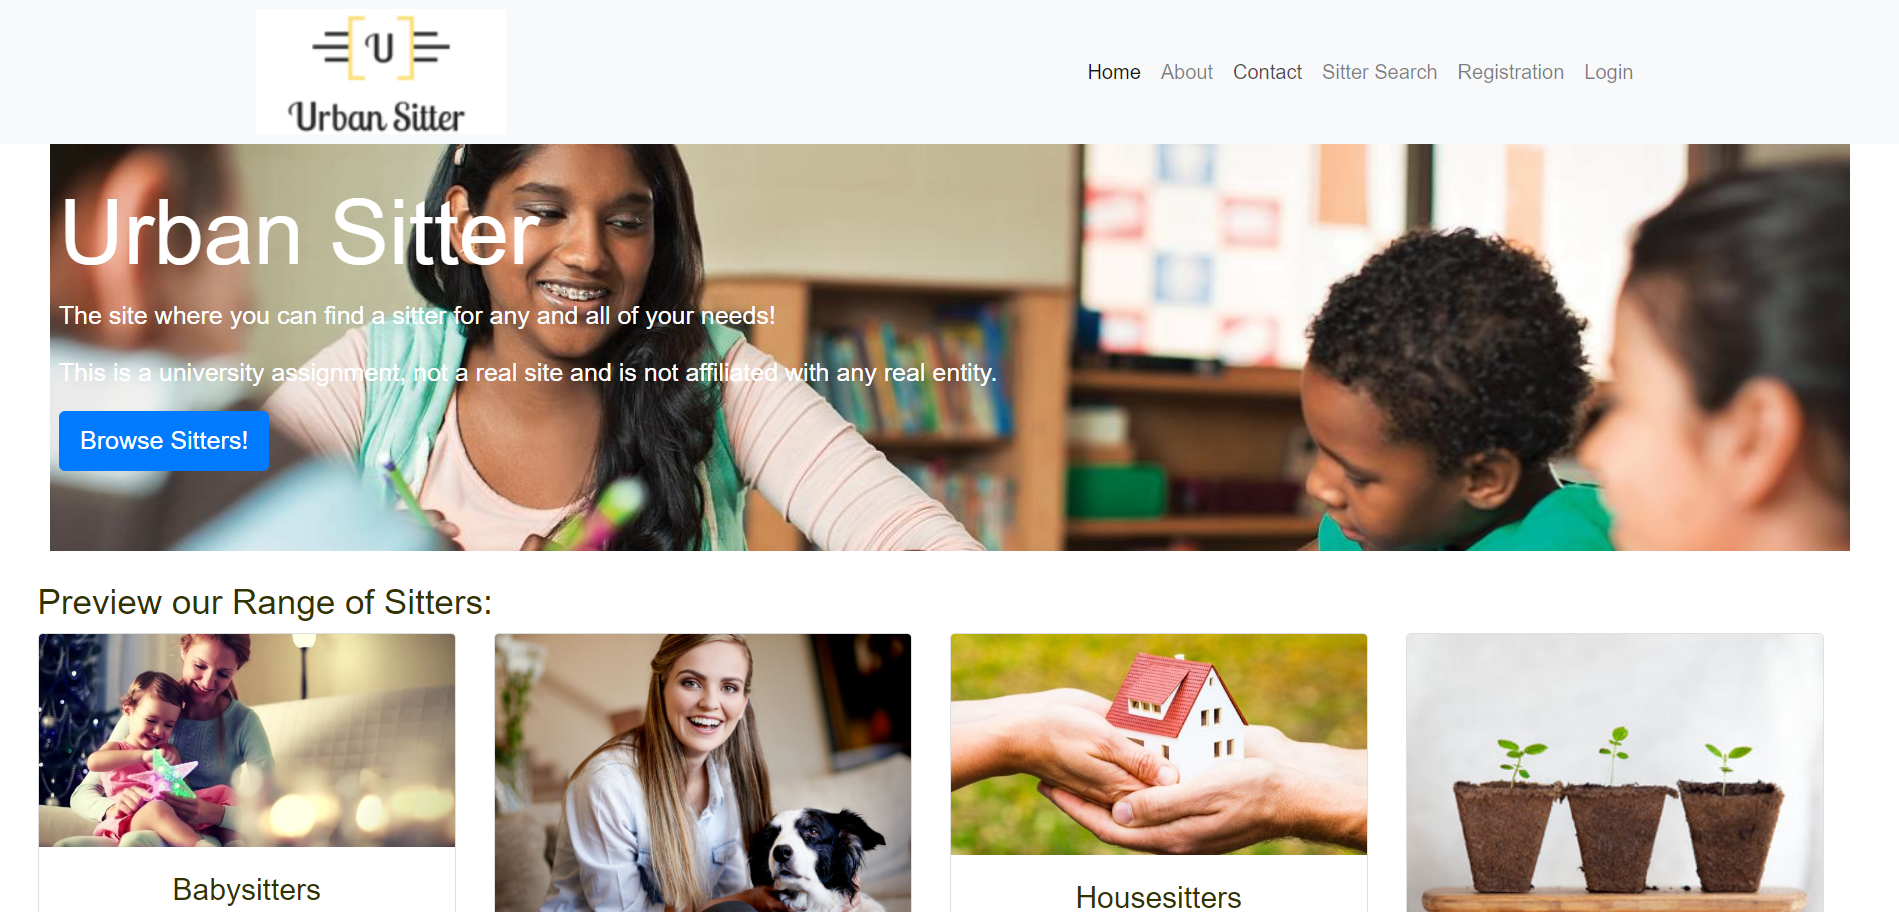 U
Urban Sitter
Home About Contact Sitter Search Registration Login
Urban Sitter
The site where you can find a sitter for any and all of your needs!
This is a university assignment, not a real site and is not affiliated with any real entity.
Browse Sitters!
Preview our Range of Sitters:
Babysitters
Housesitters